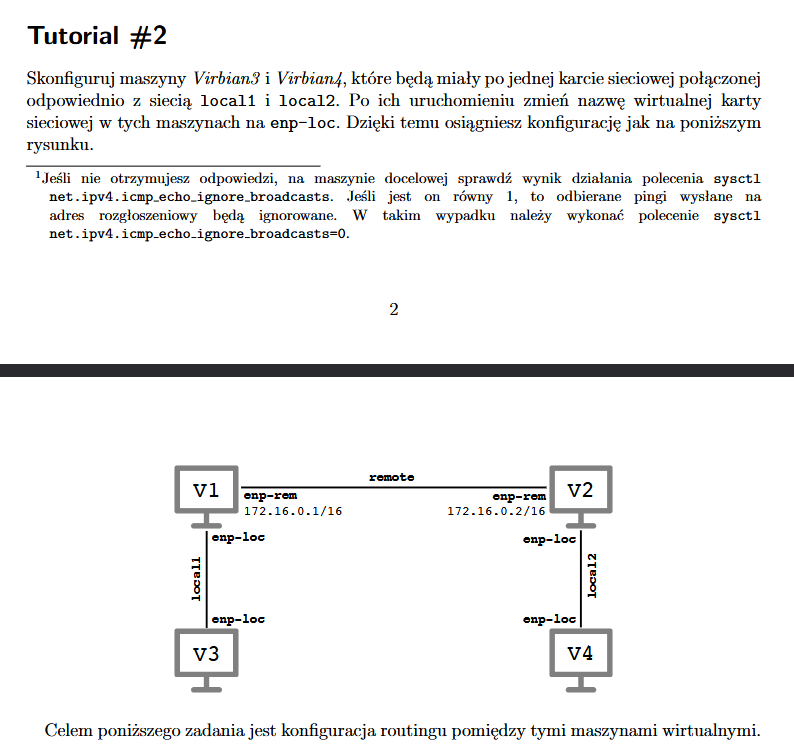 Tutorial #2
Skonfiguruj maszyny Virbian3 i Virbian4, które będą miały po jednej karcie sieciowej połączonej
odpowiednio z siecią local1 i local2. Po ich uruchomieniu zmień nazwę wirtualnej karty
sieciowej w tych maszynach na enp-loc. Dzięki temu osiągniesz konfigurację jak na poniższym
rysunku.
1Jeśli nie otrzymujesz odpowiedzi, na maszynie docelowej sprawdź wynik działania polecenia sysctl
net.ipv4.icmp_echo_ignore_broadcasts. Jeśli jest on równy 1, to odbierane pingi wysłane na
adres rozgłoszeniowy będą ignorowane. W takim wypadku należy wykonać polecenie sysctl
net.ipv4.icmp_echo_ignore_broadcasts=0.
2
remote
V1
V2
enp-rem
enp-rem
172.16.0.1/16
172.16.0.2/16
enp-loc
enp-loc
local1
local2
enp-loc
enp-loc
V3
V4
Celem poniższego zadania jest konfiguracja routingu pomiędzy tymi maszynami wirtualnymi.